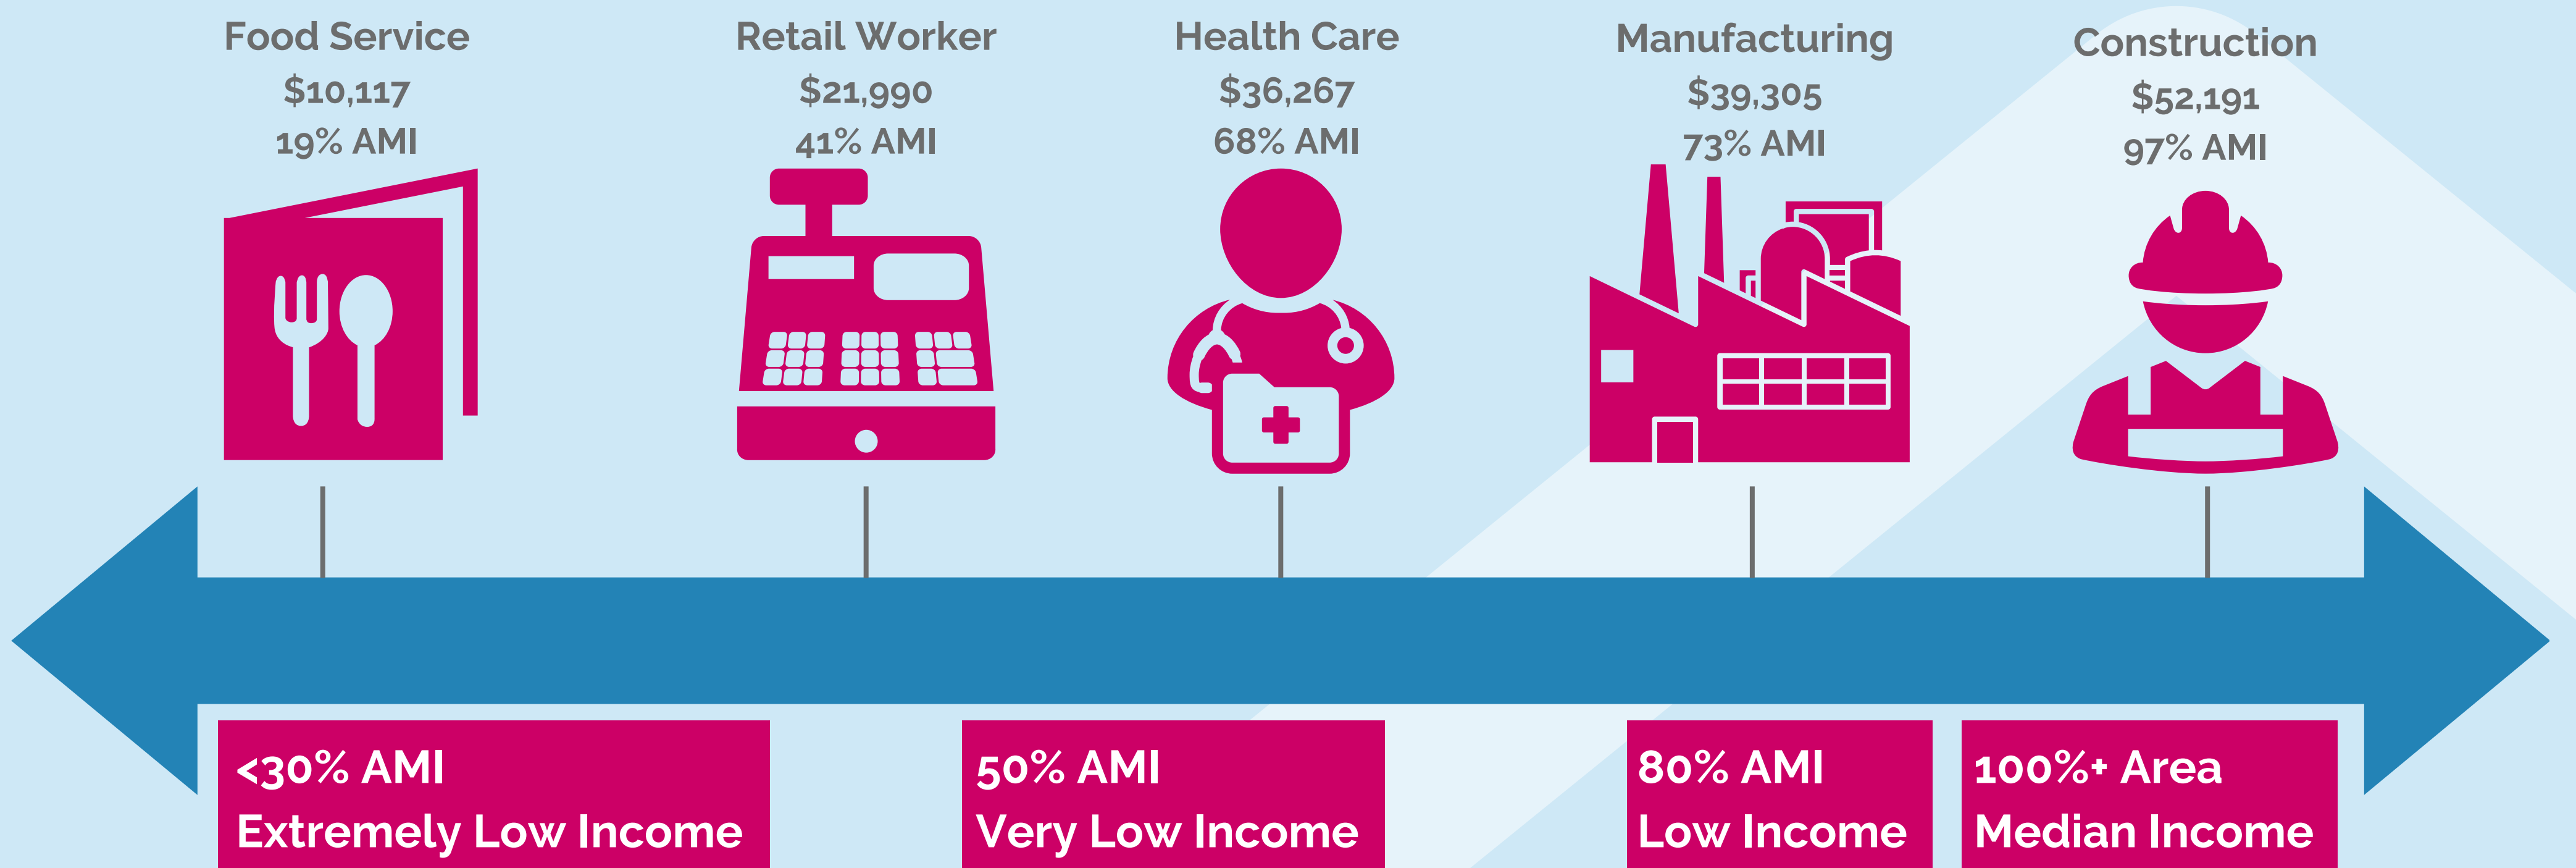 Food Service
$10,117
19% AMI
Retail Worker
$21,990
41% AMI
Health Care
$36,267
68% AMI
Manufacturing
$39,305
73% AMI
Construction
$52,191
97% AMI
<30% AMI
Extremely Low Income
50% AMI
Very Low Income
80% AMI
Low Income
100%+ Area
Median Income